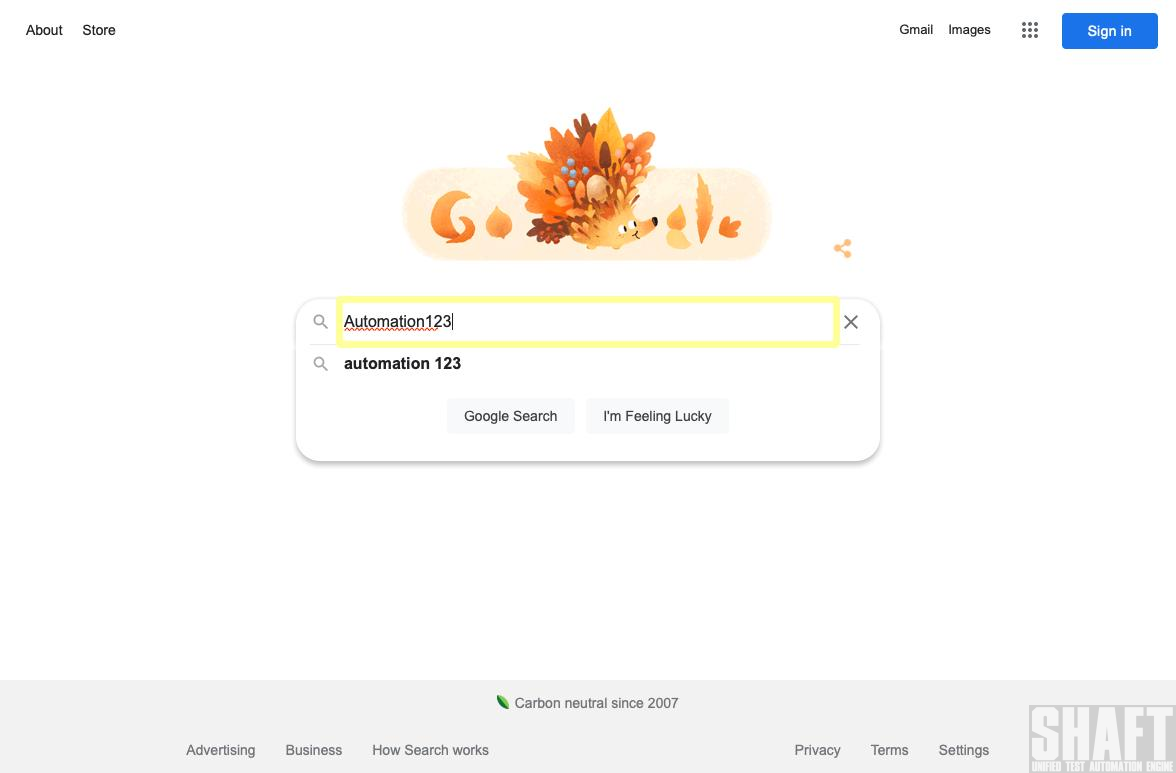 About Store
Gmail Images
Sign in
Google
Automation123
automation 123
Google Search
I'm Feeling Lucky
Carbon neutral since 2007
Advertising Business How Search works
Privacy Terms Settings
SHAFT
UNIFIED TEST AUTOMATION ENGINE